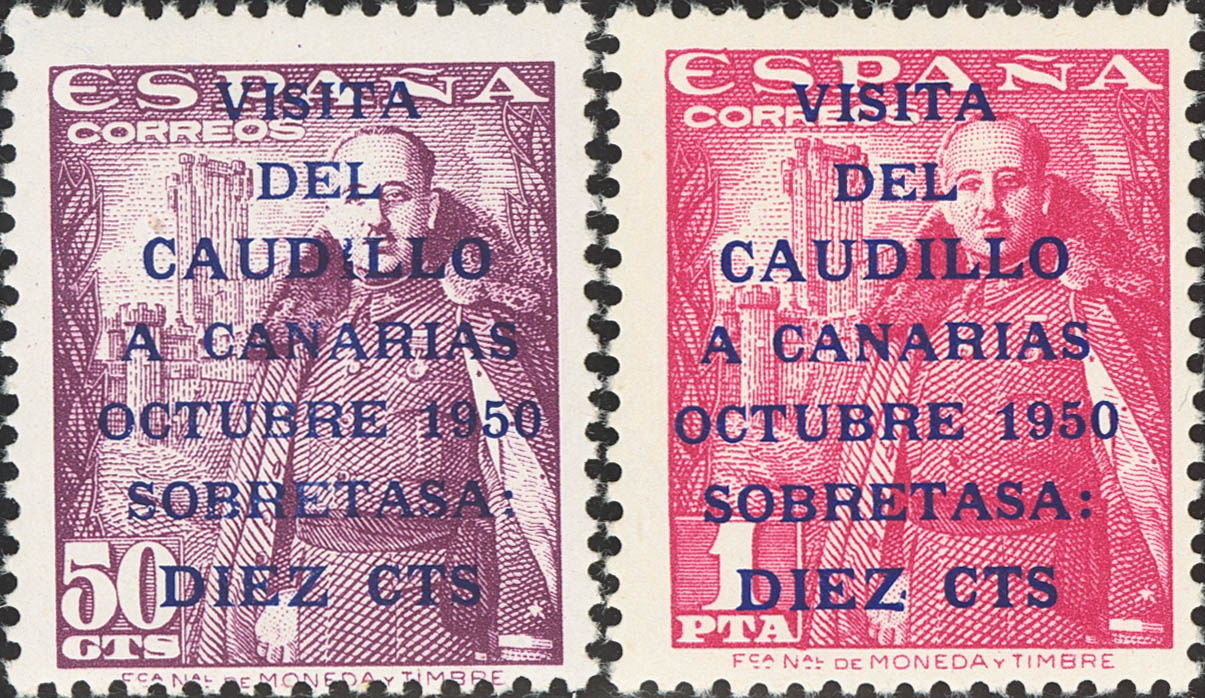 ESPAÑA
CORREOS
VISITA
DEL
CAUDILLO
A CANARIAS
OCTUBRE 1950
SOBRETASA:
DIEZ CTS
50
CTS
FCA NAL DE MONEDA Y TIMBRE
ESPAÑA
CORREOS
VISITA
DEL
CAUDILLO
A CANARIAS
OCTUBRE 1950
SOBRETASA:
DIEZ CTS
1
PTA
FCA NAL DE MONEDA Y TIMBRE